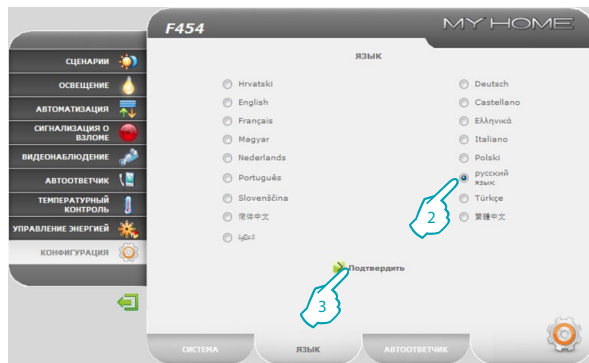 F454
MY HOME
СЦЕНАРИИ
ОСВЕЩЕНИЕ
АВТОМАТИЗАЦИЯ
СИГНАЛИЗАЦИЯ О
ВЗЛОМЕ
ВИДЕОНАБЛЮДЕНИЕ
АВТООТВЕТЧИК
ТЕМПЕРАТУРНЫЙ
КОНТРОЛЬ
УПРАВЛЕНИЕ ЭНЕРГИЕЙ
КОНФИГУРАЦИЯ
ЯЗЫК
Hrvatski
Deutsch
English
Castellano
Français
Ελληνικά
Magyar
Italiano
Nederlands
Polski
Português
русский
язык
Slovenščina
Türkçe
简体中文
繁體中文
2
Подтвердить
3
СИСТЕМА
ЯЗЫК
АВТООТВЕТЧИК